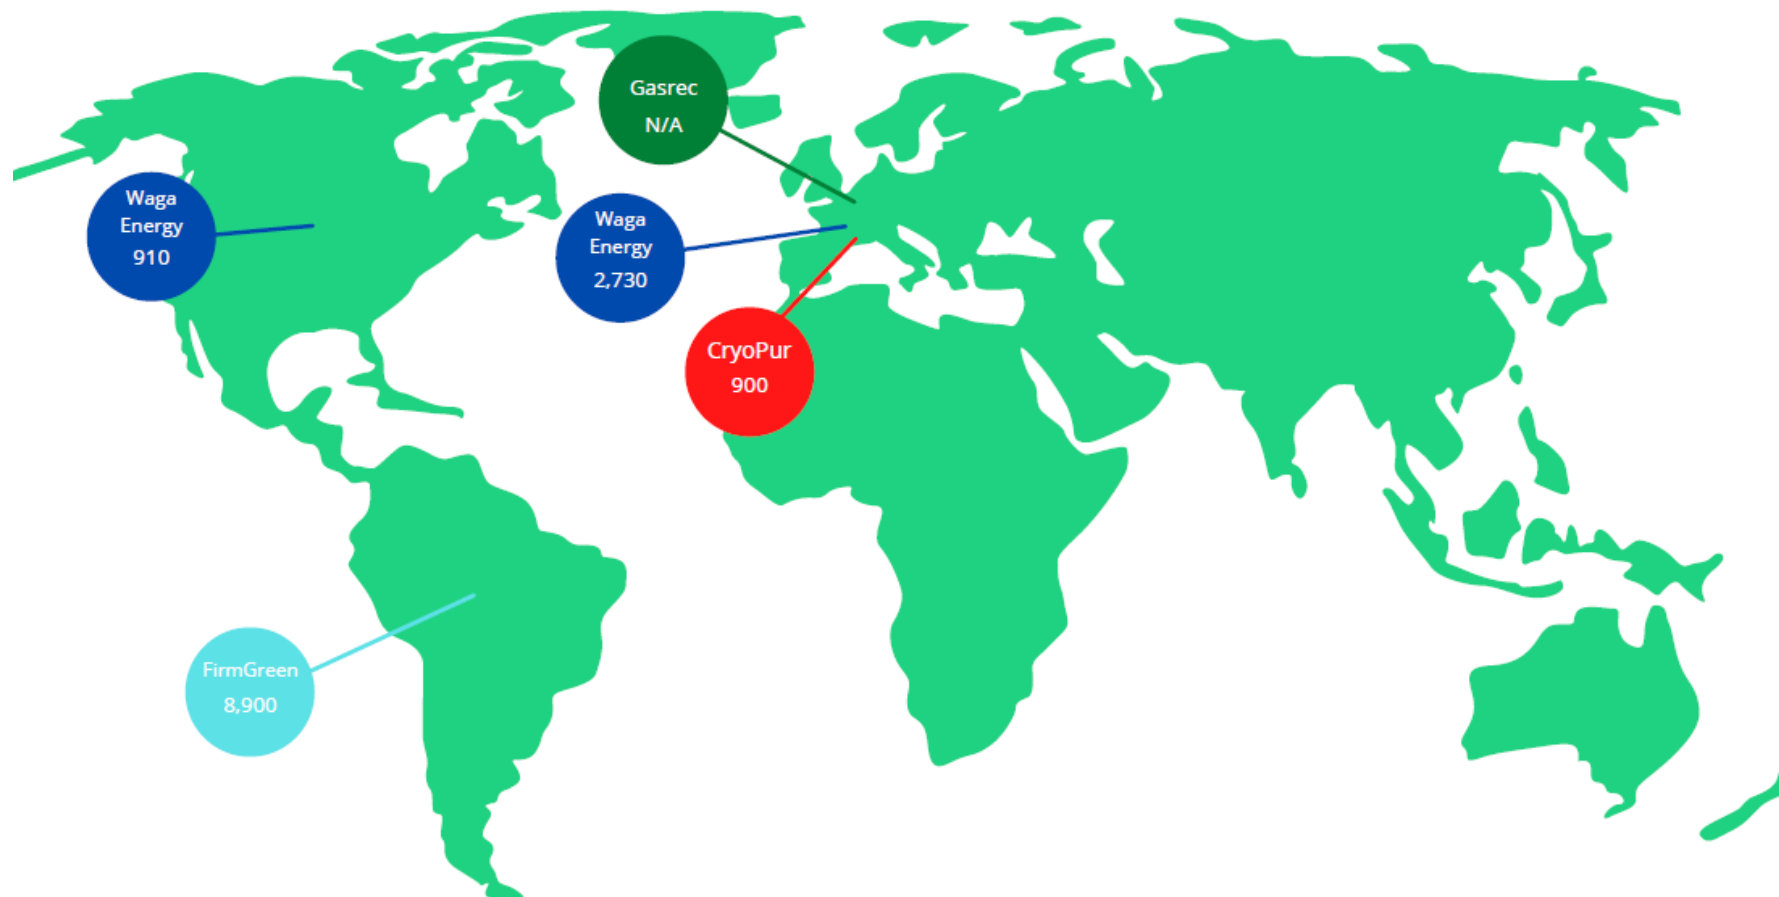 Gasrec
N/A
Waga
Energy
910
Waga
Energy
2,730
CryoPur
900
FirmGreen
8,900